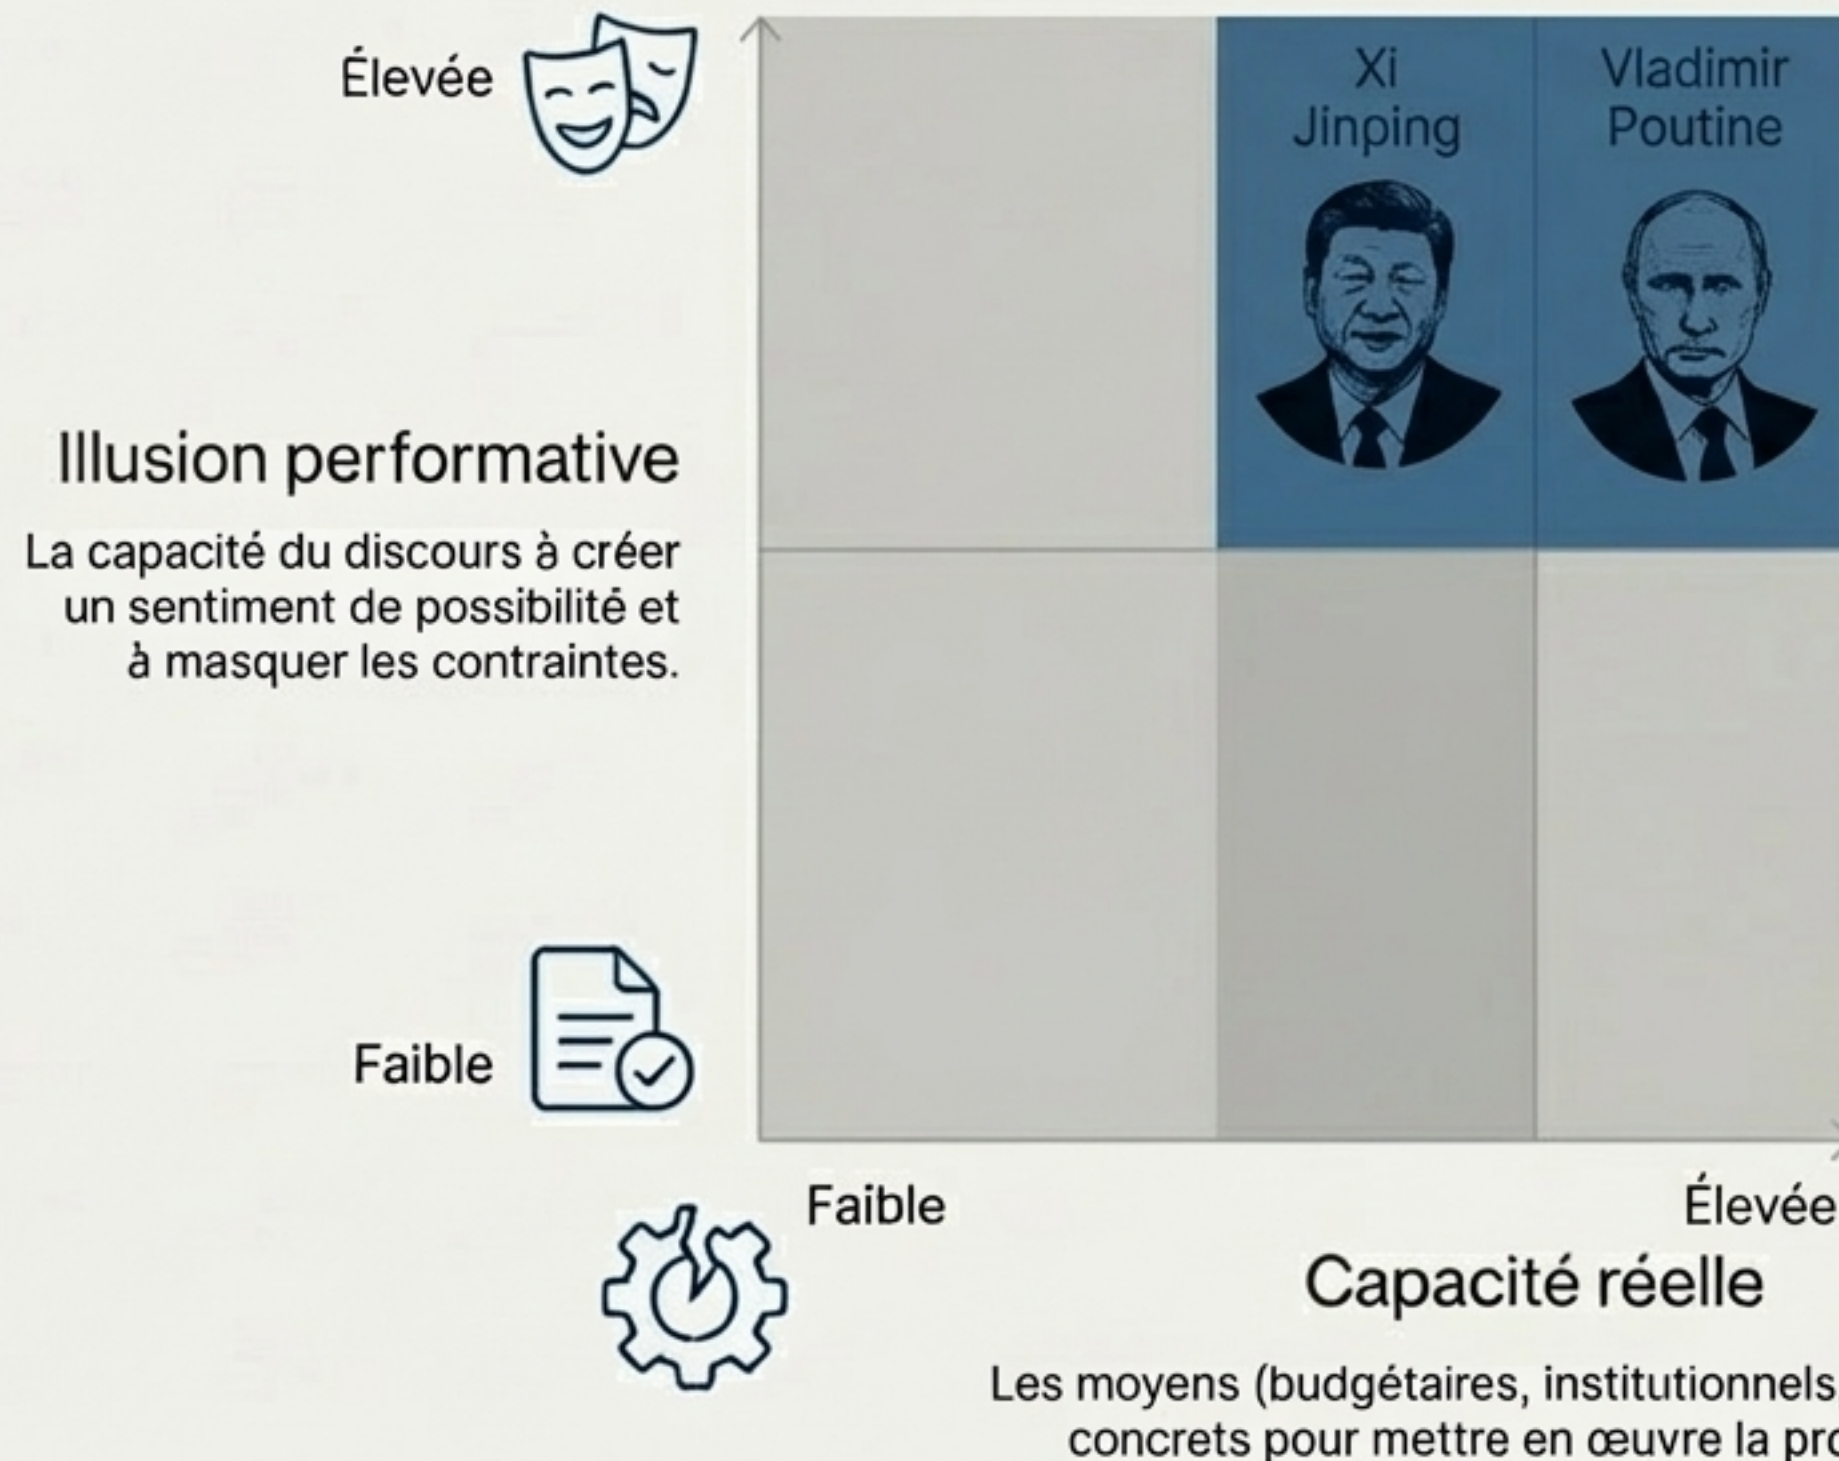 Élevée
Xi
Jinping
Vladimir
Poutine
Illusion performative
La capacité du discours à créer
un sentiment de possibilité et
à masquer les contraintes.
Faible
Faible
Élevée
Capacité réelle
Les moyens (budgétaires, institutionnels,
concrets pour mettre en œuvre la